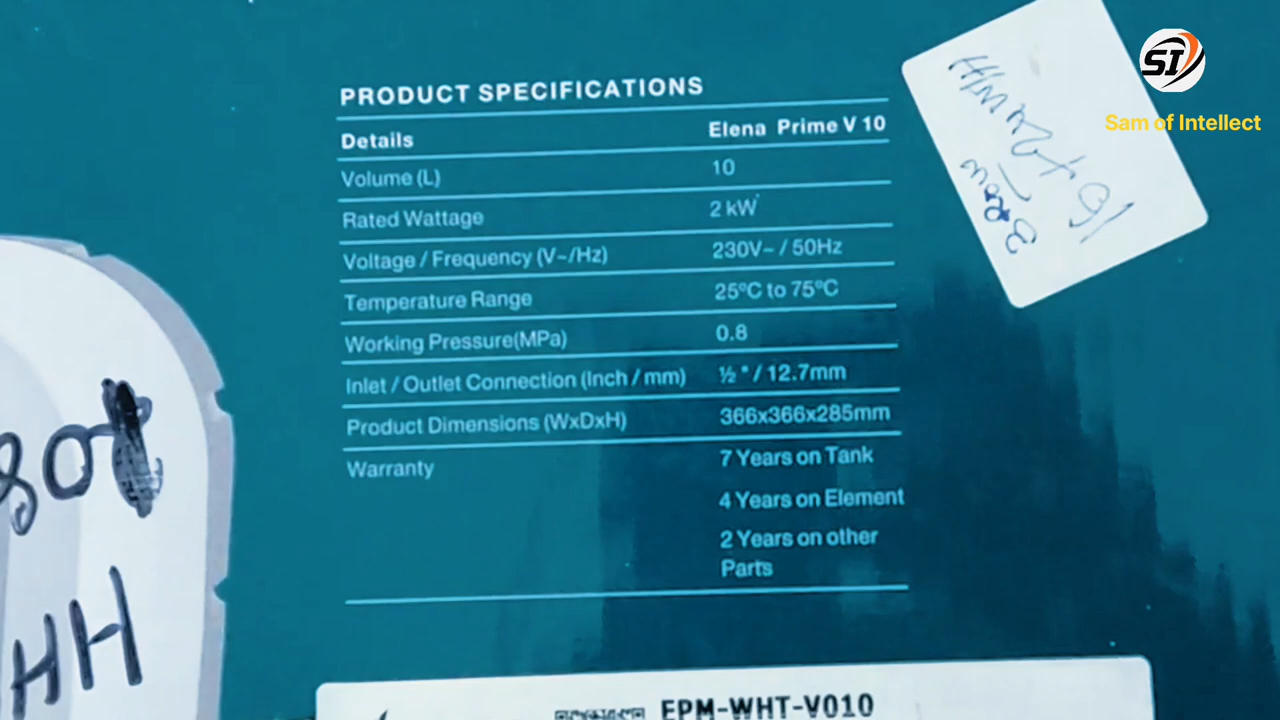 SI
Sam of Intellect
PRODUCT SPECIFICATIONS
Details Elena Prime V 10
Volume (L) 10
Rated Wattage 2 kW
Voltage / Frequency (V~/Hz) 230V~ / 50Hz
Temperature Range 25°C to 75°C
Working Pressure(MPa) 0.8
Inlet / Outlet Connection (Inch / mm) ½ " / 12.7mm
Product Dimensions (WxDxH) 366x366x285mm
Warranty 7 Years on Tank
4 Years on Element
2 Years on other
Parts
HH
EPM-WHT-V010